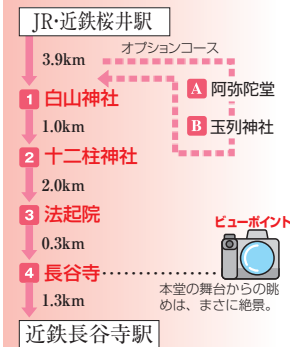 JR・近鉄桜井駅
オプションコース
3.9km
A 阿弥陀堂
1 白山神社
B 玉列神社
1.0km
2 十二柱神社
2.0km
3 法起院
ビューポイント
0.3km
4 長谷寺
本堂の舞台からの眺
めは、まさに絶景。
1.3km
近鉄長谷寺駅